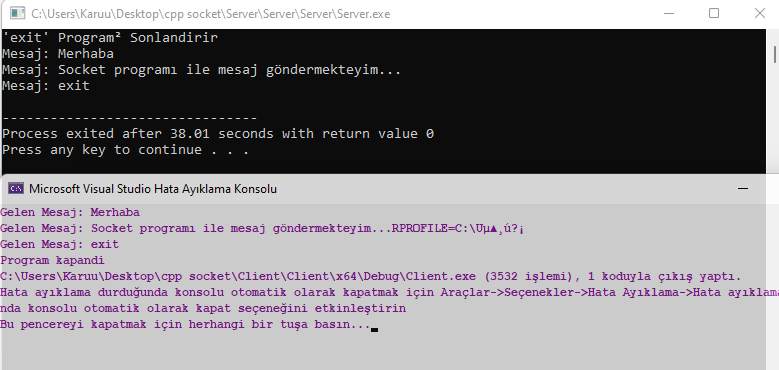 C:\Users\Karuu\Desktop\cpp socket\Server\Server\Server\Server.exe
'exit' Program² Sonlandirir
Mesaj: Merhaba
Mesaj: Socket programı ile mesaj göndermekteyim...
Mesaj: exit
--------------------------------
Process exited after 38.01 seconds with return value 0
Press any key to continue . . .
Microsoft Visual Studio Hata Ayıklama Konsolu
Gelen Mesaj: Merhaba
Gelen Mesaj: Socket programı ile mesaj göndermekteyim...RPROFILE=C:\Uµ▲¸ú?¡
Gelen Mesaj: exit
Program kapandi
C:\Users\Karuu\Desktop\cpp socket\Client\Client\x64\Debug\Client.exe (3532 işlemi), 1 koduyla çıkış yaptı.
Hata ayıklama durduğunda konsolu otomatik olarak kapatmak için Araçlar->Seçenekler->Hata Ayıklama->Hata ayıklama
nda konsolu otomatik olarak kapat seçeneğini etkinleştirin
Bu pencereyi kapatmak için herhangi bir tuşa basın...